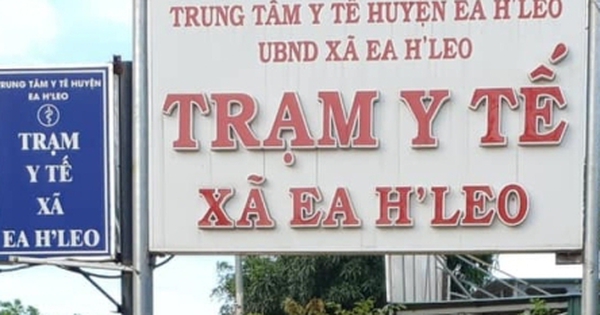 TRUNG TÂM Y TẾ HUYỆN
EA H'LEO
TRẠM
Y TẾ
XÃ
EA H'LEO
TRUNG TÂM Y TẾ HUYỆN EA H'LEO
UBND XÃ EA H'LEO
TRẠM Y TẾ
XÃ EA H'LEO